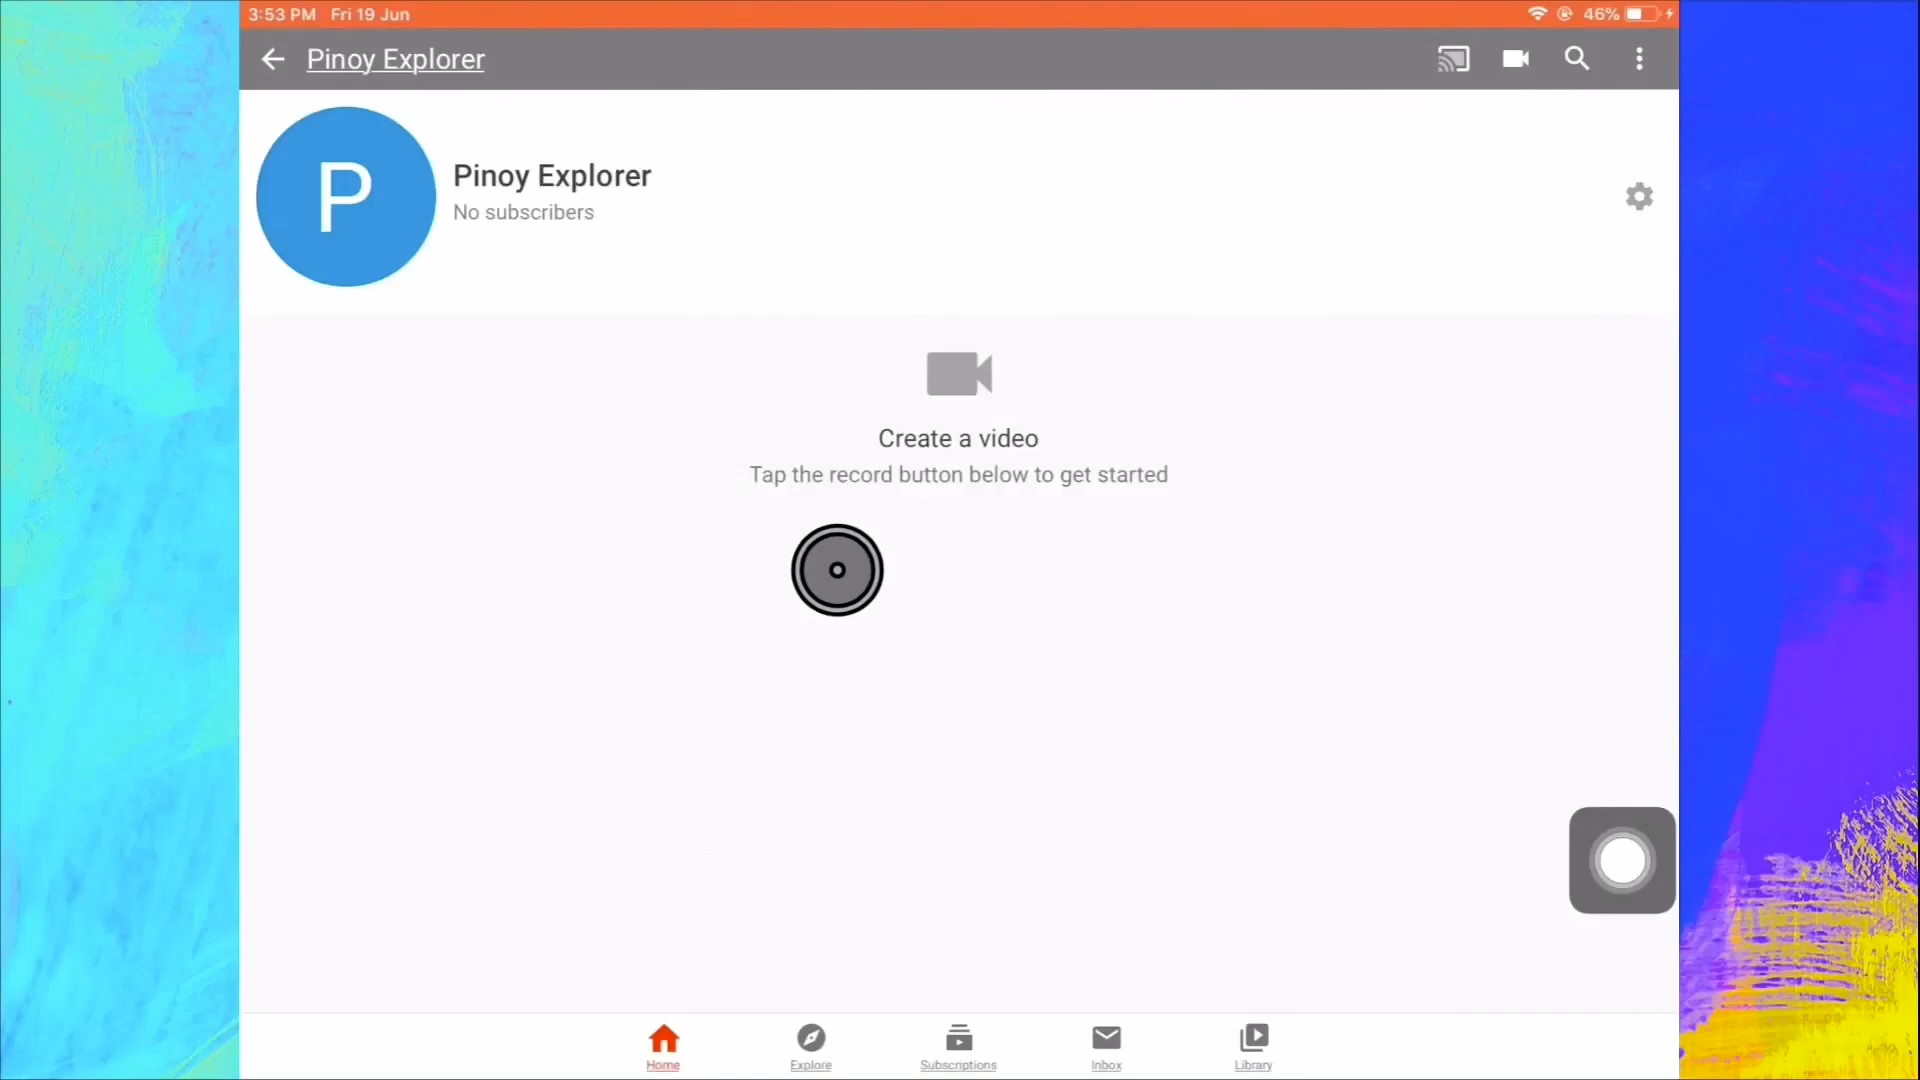 3:53 PM Fri 19 Jun 46%
Pinoy Explorer
P
Pinoy Explorer
No subscribers
Create a video
Tap the record button below to get started
Home Explore Subscriptions Inbox Library